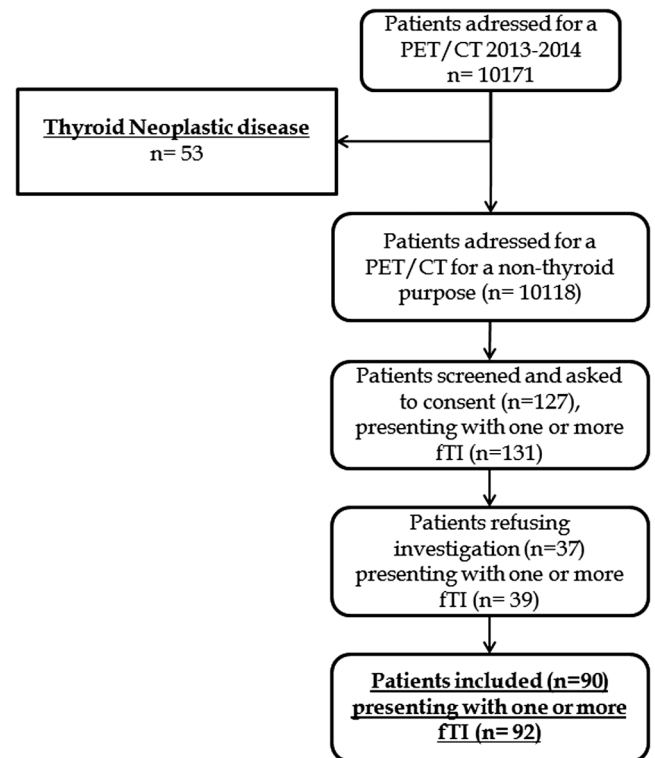 Patients adressed for a
PET/CT 2013-2014
n= 10171
Thyroid Neoplastic disease
n= 53
Patients adressed for a
PET/CT for a non-thyroid
purpose (n= 10118)
Patients screened and asked
to consent (n=127),
presenting with one or more
fTI (n=131)
Patients refusing
investigation (n=37)
presenting with one or more
fTI (n= 39)
Patients included (n=90)
presenting with one or more
fTI (n= 92)